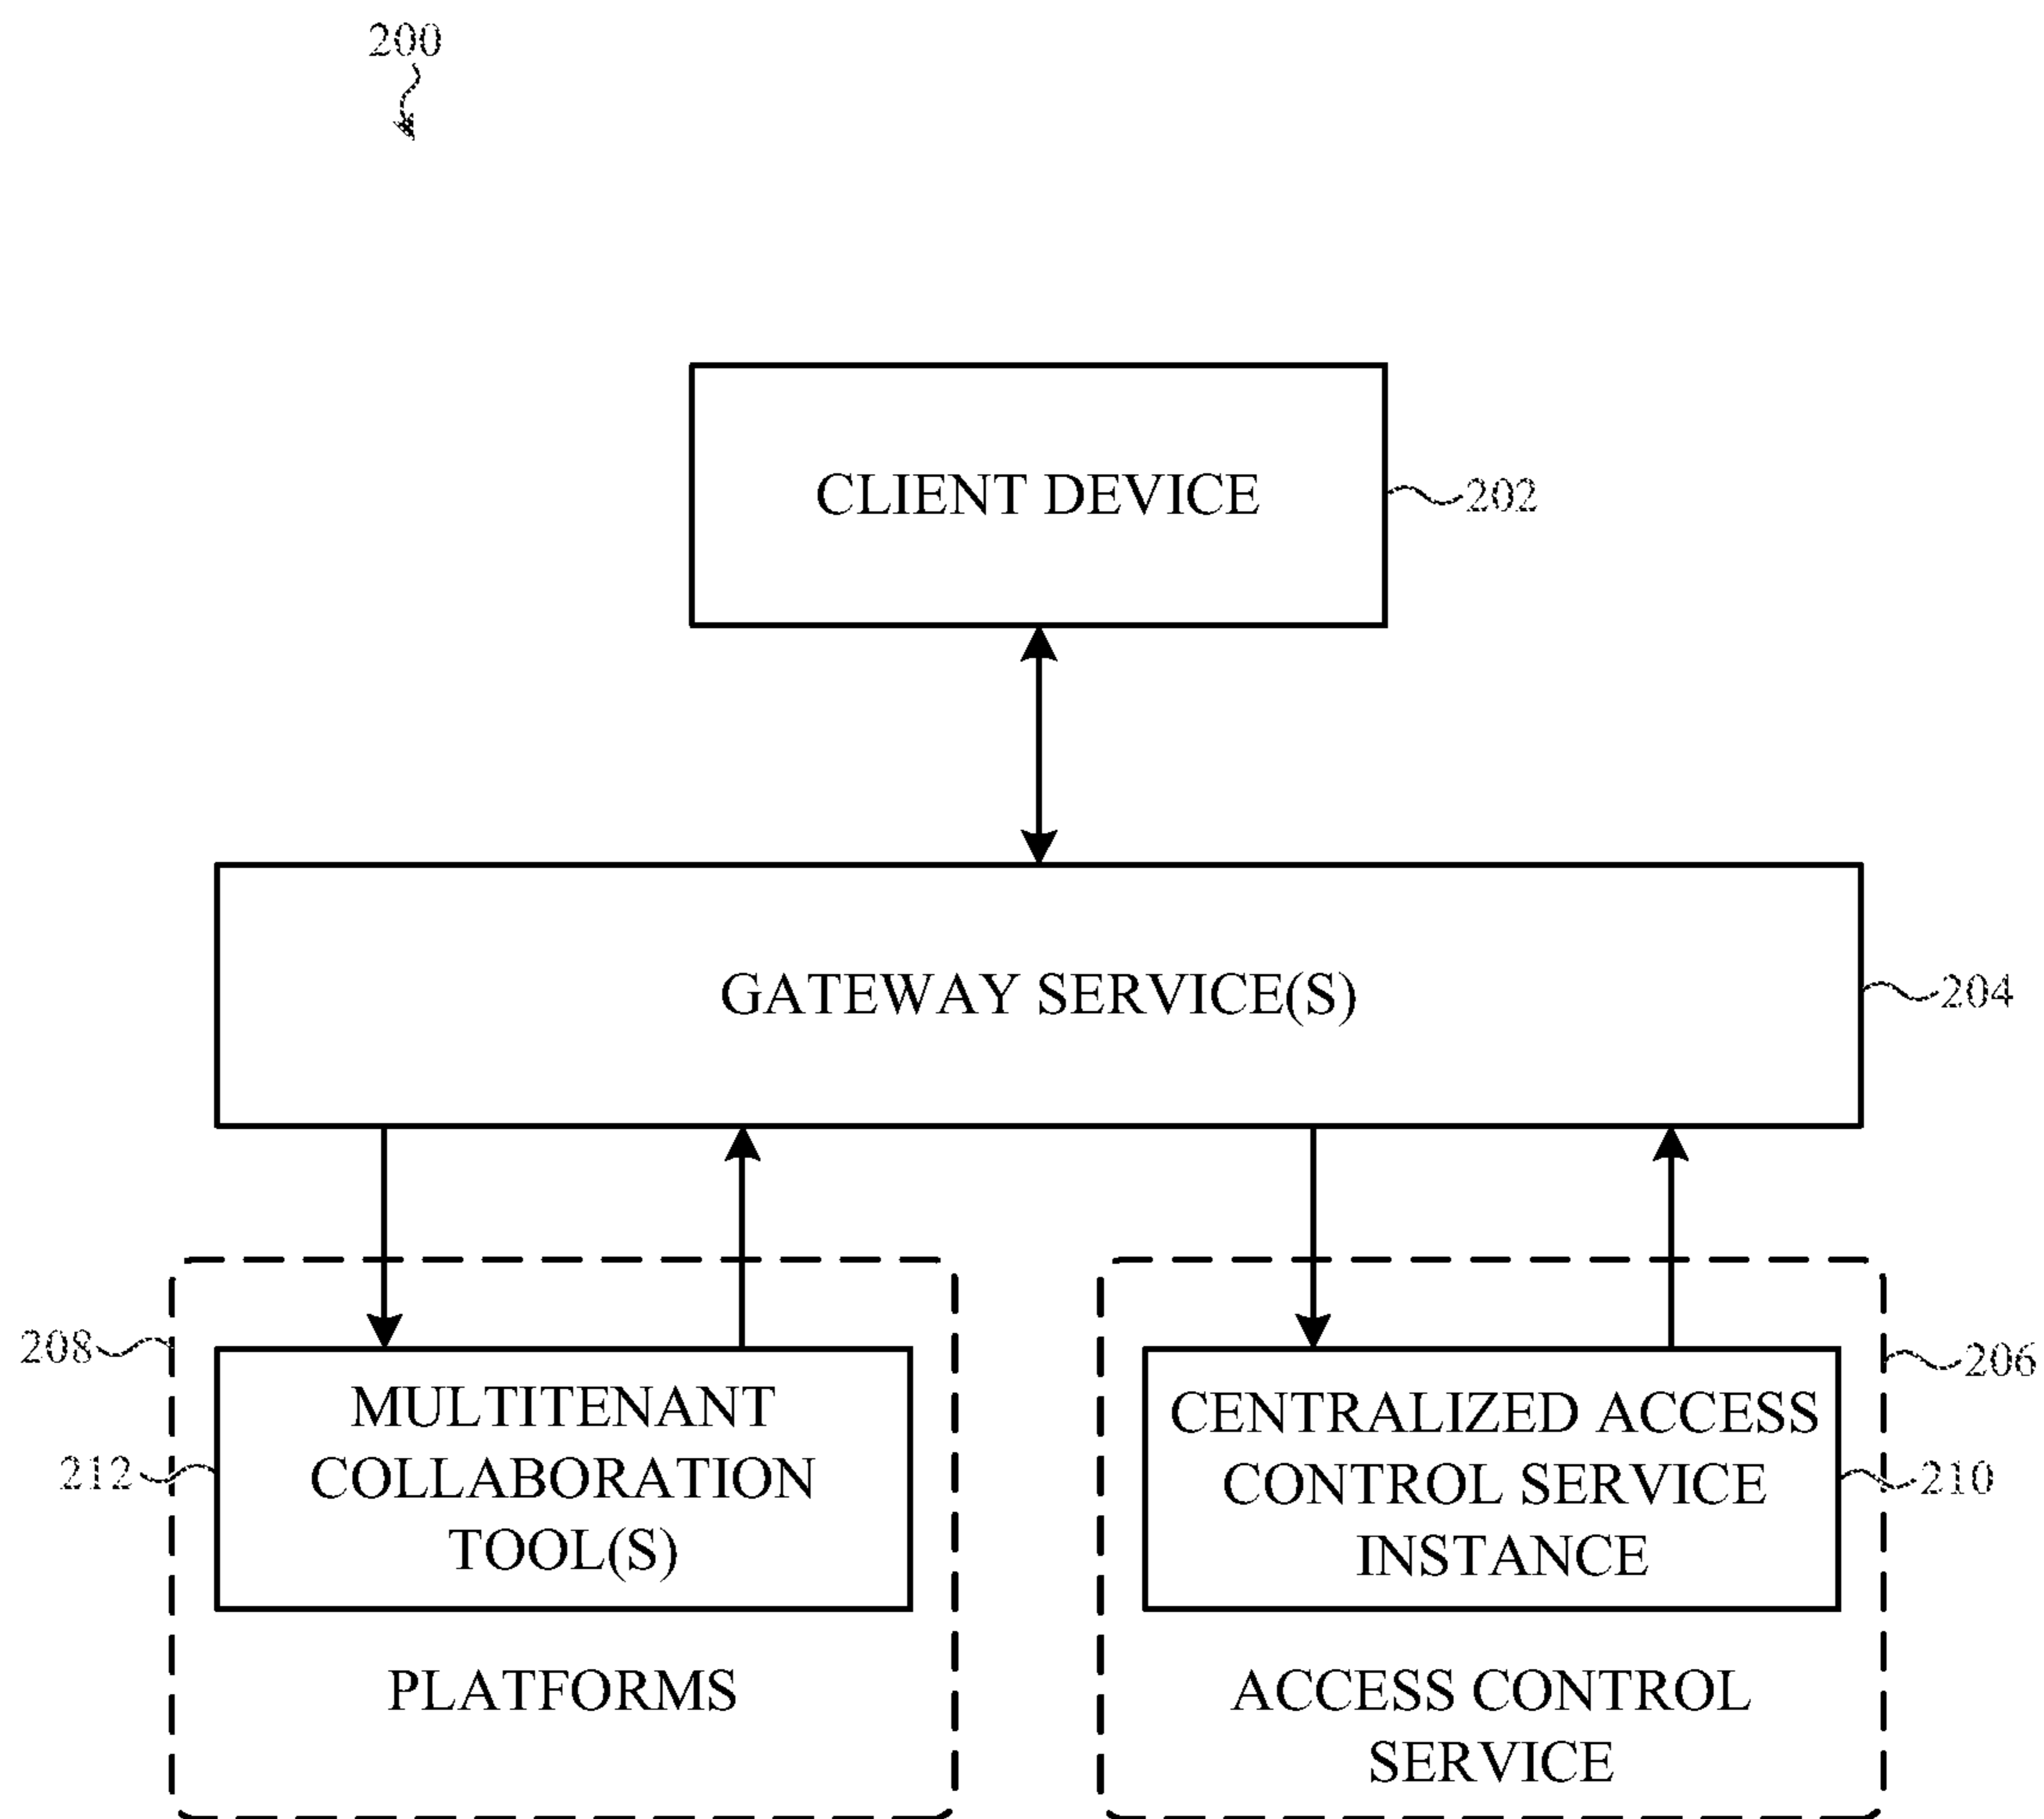 200
CLIENT DEVICE
202
GATEWAY SERVICE(S)
204
208
MULTITENANT
COLLABORATION
TOOL(S)
212
PLATFORMS
CENTRALIZED ACCESS
CONTROL SERVICE
INSTANCE
206
210
ACCESS CONTROL
SERVICE